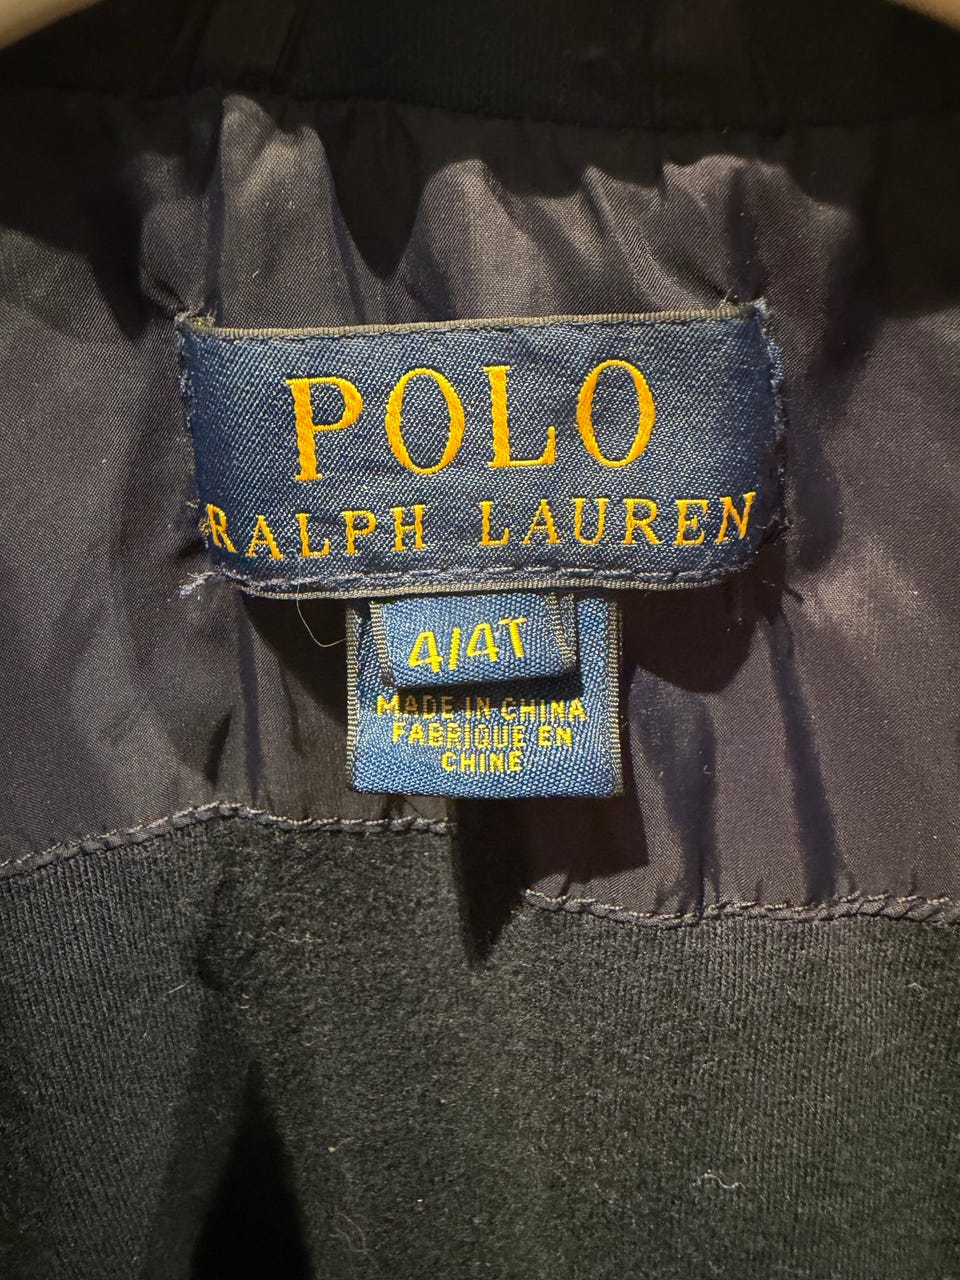 POLO
RALPH LAUREN
4/4T
MADE IN CHINA
FABRIQUE EN
CHINE